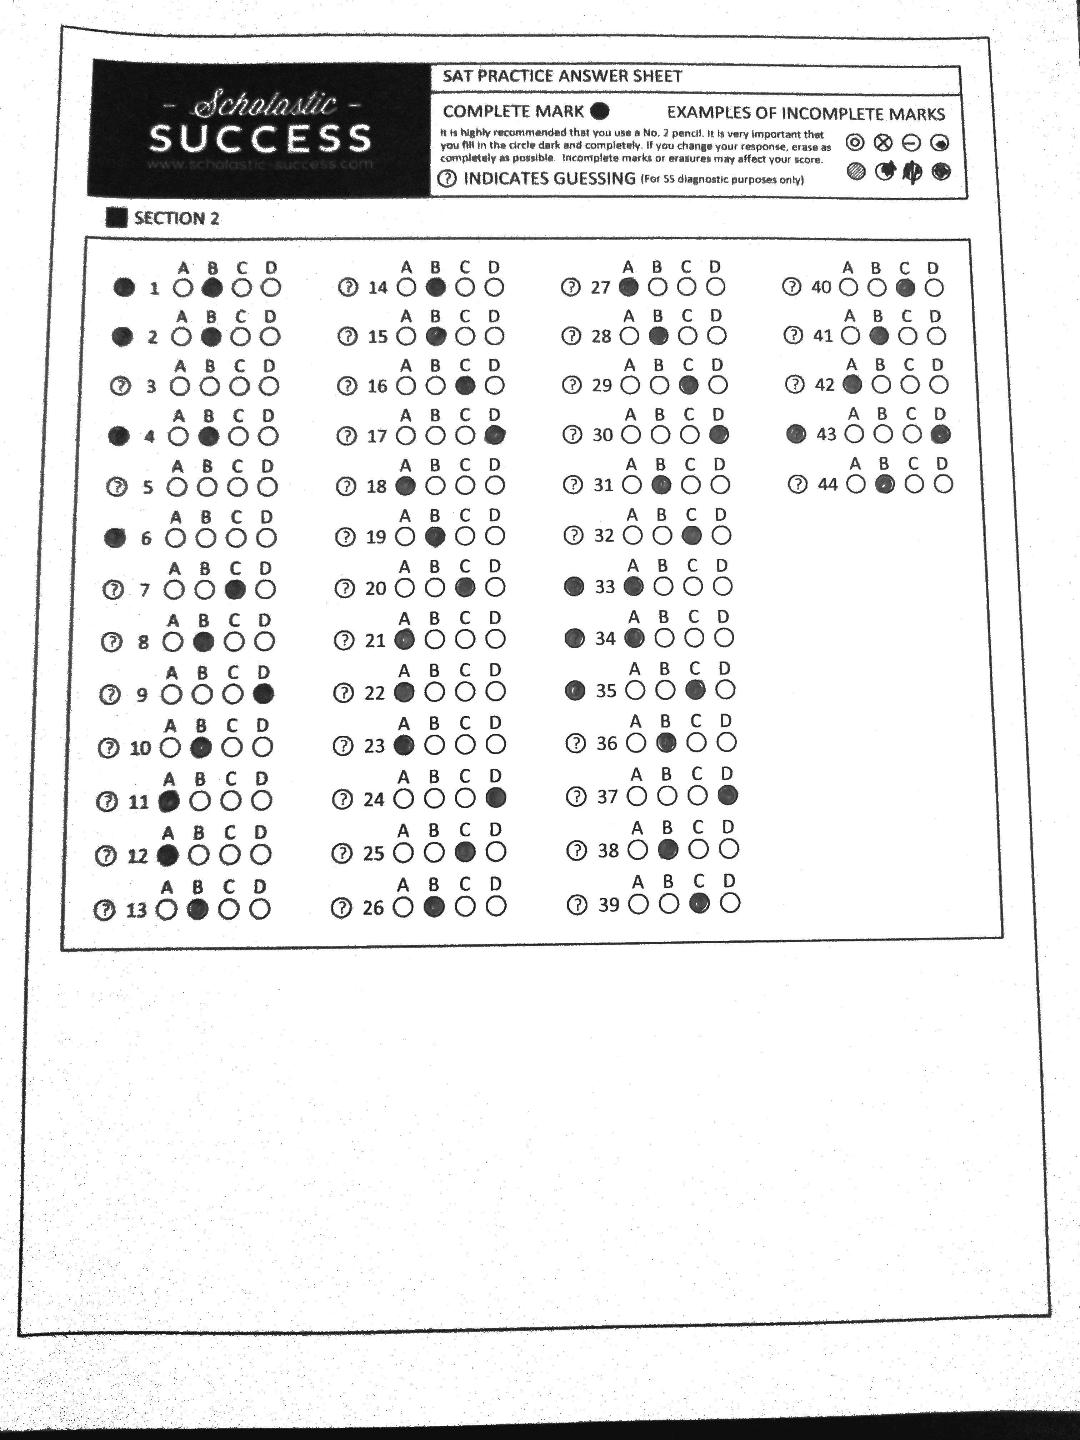 - Scholastic -
SUCCESS
www.scholastic-success.com
SAT PRACTICE ANSWER SHEET
COMPLETE MARK
EXAMPLES OF INCOMPLETE MARKS
It is highly recommended that you use a No. 2 pencil. It is very important that
you fill in the circle dark and completely. If you change your response, erase as
completely as possible. Incomplete marks or erasures may affect your score.
? INDICATES GUESSING (For SS diagnostic purposes only)
SECTION 2
A B C D
1
A B C D
2
A B C D
? 3
A B C D
4
A B C D
? 5
A B C D
6
A B C D
? 7
A B C D
? 8
A B C D
? 9
A B C D
? 10
A B C D
? 11
A B C D
? 12
A B C D
? 13
A B C D
? 14
A B C D
? 15
A B C D
? 16
A B C D
? 17
A B C D
? 18
A B C D
? 19
A B C D
? 20
A B C D
? 21
A B C D
? 22
A B C D
? 23
A B C D
? 24
A B C D
? 25
A B C D
? 26
A B C D
? 27
A B C D
? 28
A B C D
? 29
A B C D
? 30
A B C D
? 31
A B C D
? 32
A B C D
33
A B C D
34
A B C D
35
A B C D
? 36
A B C D
? 37
A B C D
? 38
A B C D
? 39
A B C D
? 40
A B C D
? 41
A B C D
? 42
A B C D
43
A B C D
? 44